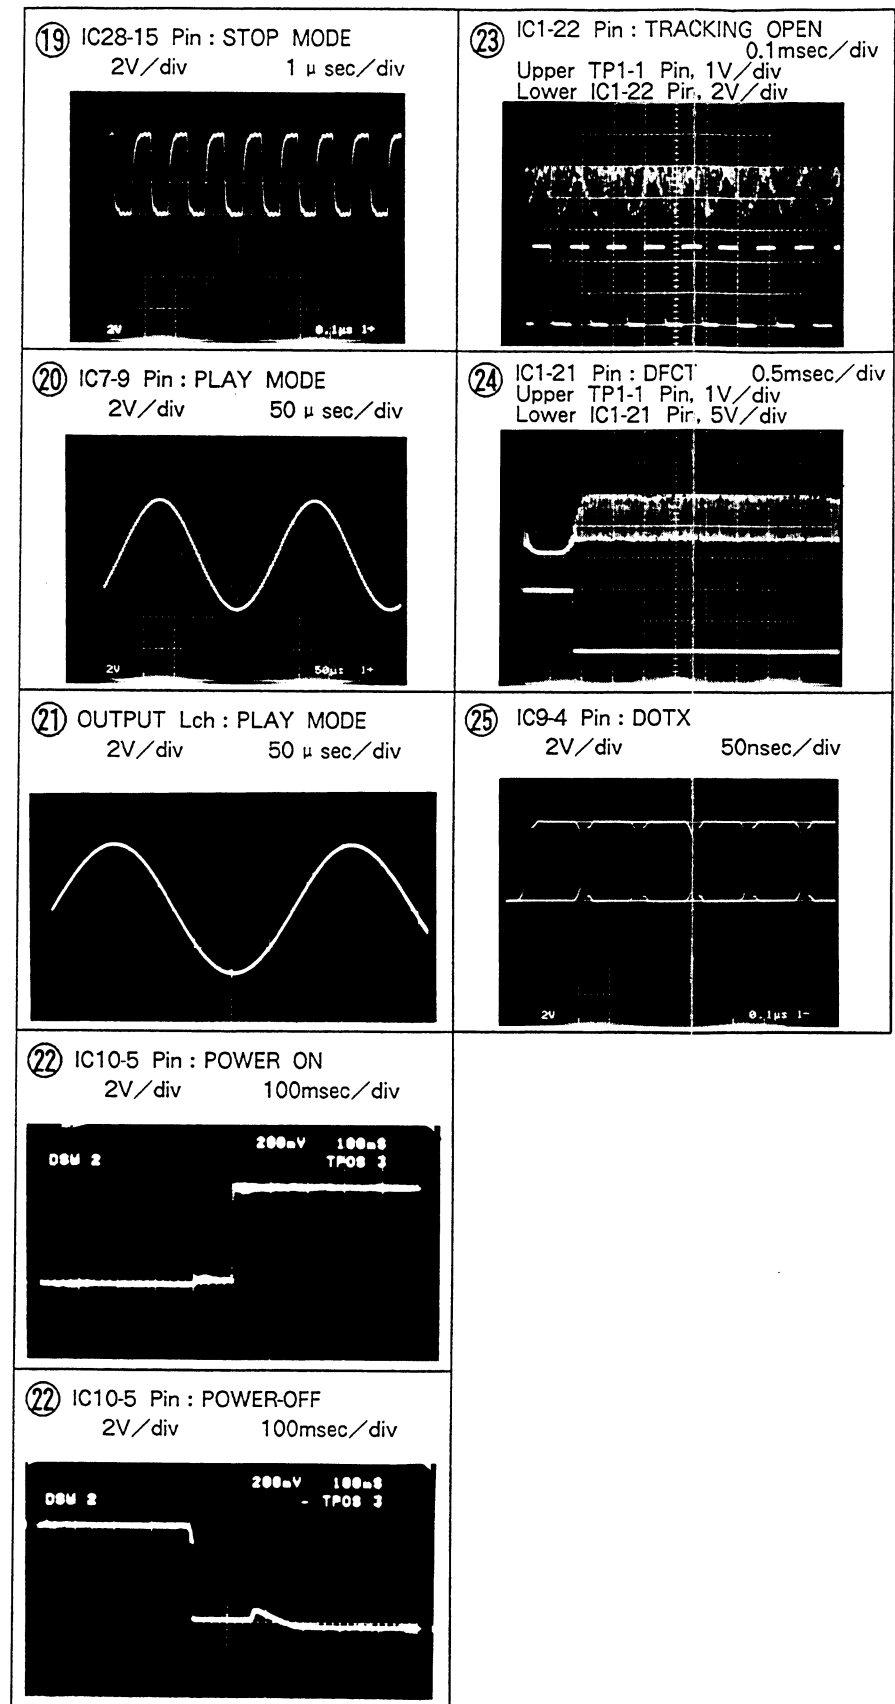 19 IC28-15 Pin : STOP MODE
2V/div 1 μ sec/div
2V 0.1μs 1+
20 IC7-9 Pin : PLAY MODE
2V/div 50 μ sec/div
2V 50μs 1+
21 OUTPUT Lch : PLAY MODE
2V/div 50 μ sec/div
22 IC10-5 Pin : POWER ON
2V/div 100msec/div
200mV 100mS
DSW 2 TPOS 3
22 IC10-5 Pin : POWER-OFF
2V/div 100msec/div
200mV 100mS
DSW 2 - TPOS 3
23 IC1-22 Pin : TRACKING OPEN
0.1msec/div
Upper TP1-1 Pin, 1V/div
Lower IC1-22 Pin, 2V/div
24 IC1-21 Pin : DFCT 0.5msec/div
Upper TP1-1 Pin, 1V/div
Lower IC1-21 Pin, 5V/div
25 IC9-4 Pin : DOTX
2V/div 50nsec/div
2V 0.1μs 1-